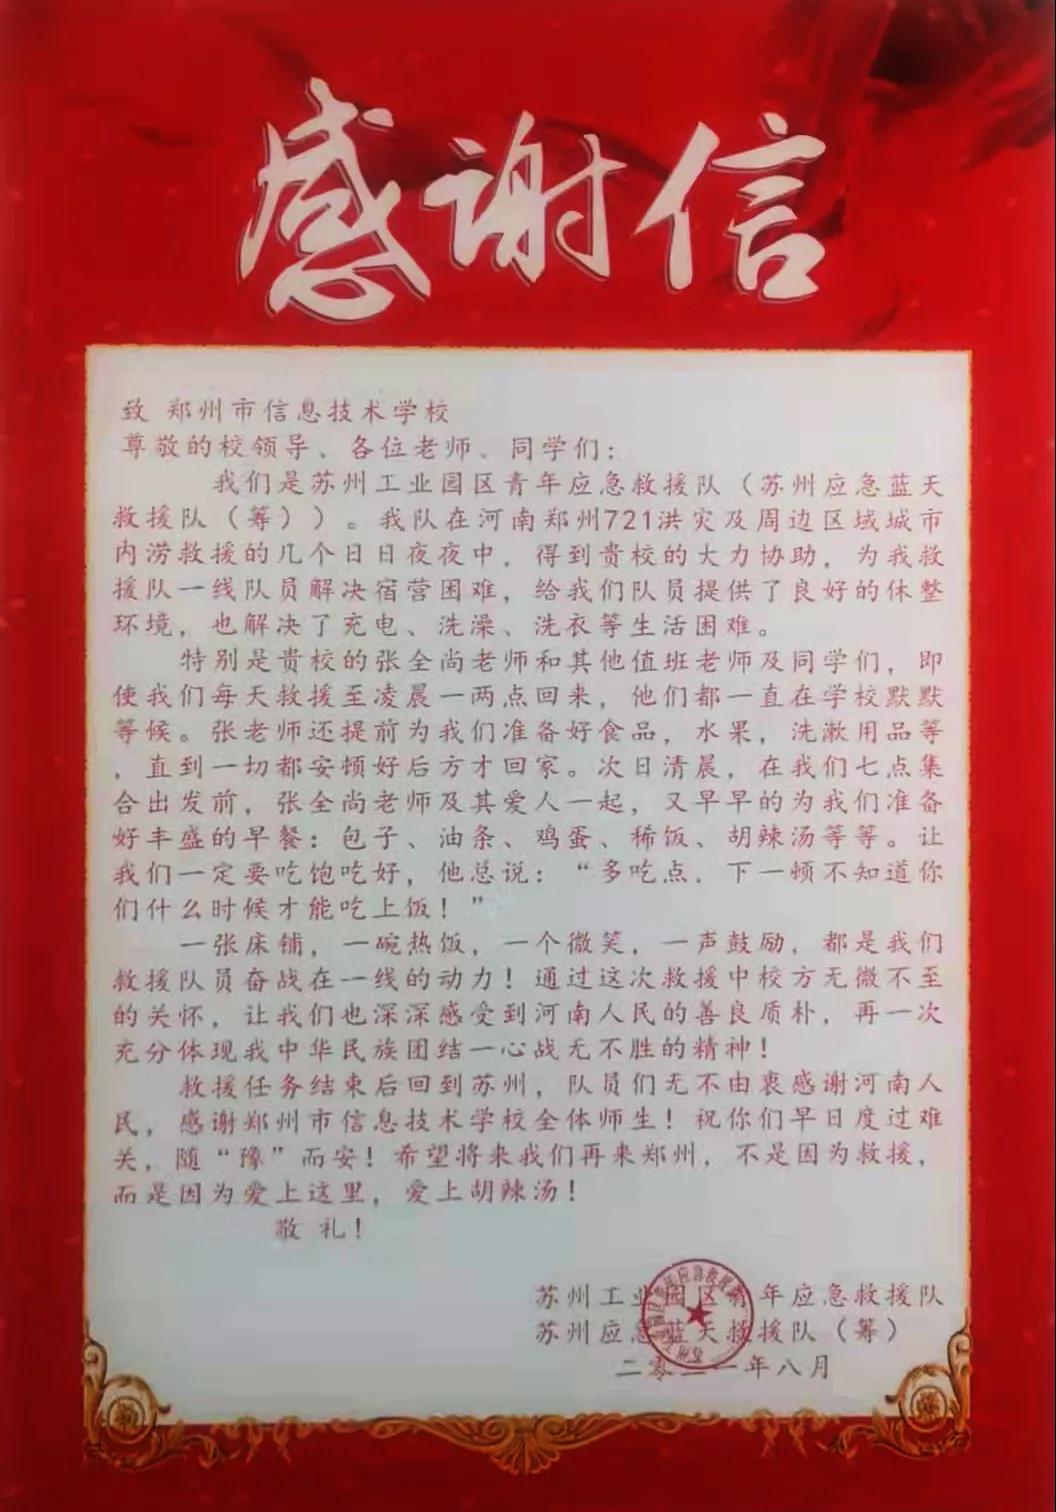 感谢信
致 郑州市信息技术学校
尊敬的校领导、各位老师、同学们：
我们是苏州工业园区青年应急救援队（苏州应急蓝天
救援队（筹））。我队在河南郑州721洪灾及周边区域城市
内涝救援的几个日日夜夜中，得到贵校的大力协助，为我救
援队一线队员解决宿营困难，给我们队员提供了良好的休整
环境，也解决了充电、洗澡、洗衣等生活困难。
特别是贵校的张全尚老师和其他值班老师及同学们，即
使我们每天救援至凌晨一两点回来，他们都一直在学校默默
等候。张老师还提前为我们准备好食品，水果，洗漱用品等
，直到一切都安顿好后方才回家。次日清晨，在我们七点集
合出发前，张全尚老师及其爱人一起，又早早的为我们准备
好丰盛的早餐：包子、油条、鸡蛋、稀饭、胡辣汤等等。让
我们一定要吃饱吃好，他总说：“多吃点．下一顿不知道你
们什么时候才能吃上饭！”
一张床铺，一碗热饭，一个微笑，一声鼓励，都是我们
救援队员奋战在一线的动力！通过这次救援中校方无微不至
的关怀，让我们也深深感受到河南人民的善良质朴，再一次
充分体现我中华民族团结一心战无不胜的精神！
救援任务结束后回到苏州，队员们无不由衷感谢河南人
民，感谢郑州市信息技术学校全体师生！祝你们早日度过难
关，随“豫”而安！希望将来我们再来郑州，不是因为救援，
而是因为爱上这里，爱上胡辣汤！
敬 礼！
苏州工业园区青年应急救援队
苏州应急蓝天救援队（筹）
二零二一年八月